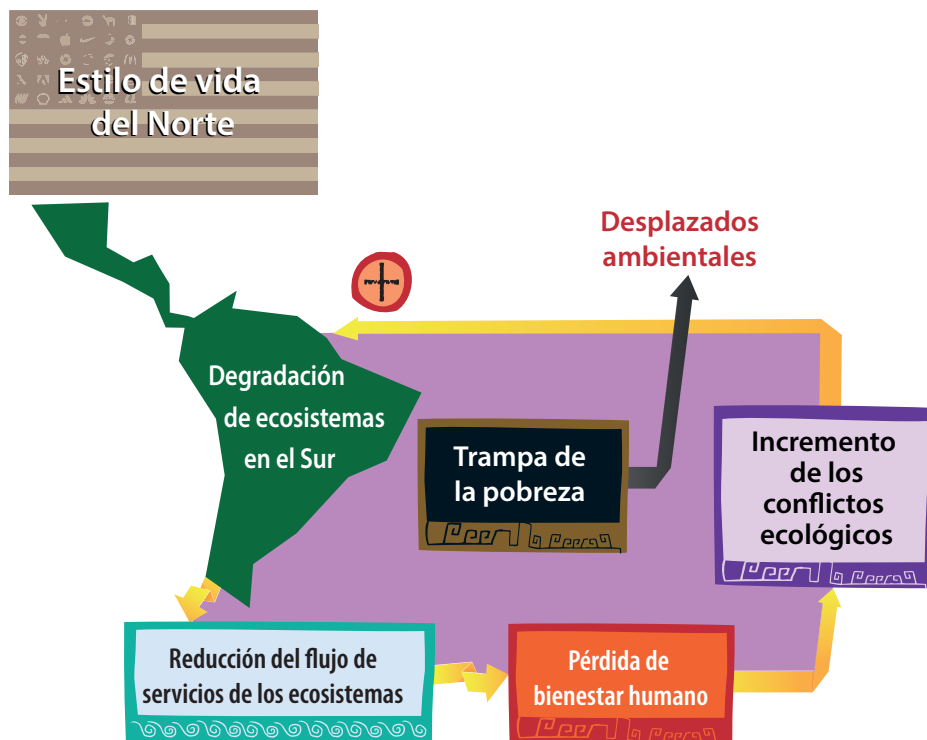 Estilo de vida
del Norte
Desplazados
ambientales
Degradación
de ecosistemas
en el Sur
Trampa de
la pobreza
Incremento
de los
conflictos
ecológicos
Reducción del flujo de
servicios de los ecosistemas
Pérdida de
bienestar humano